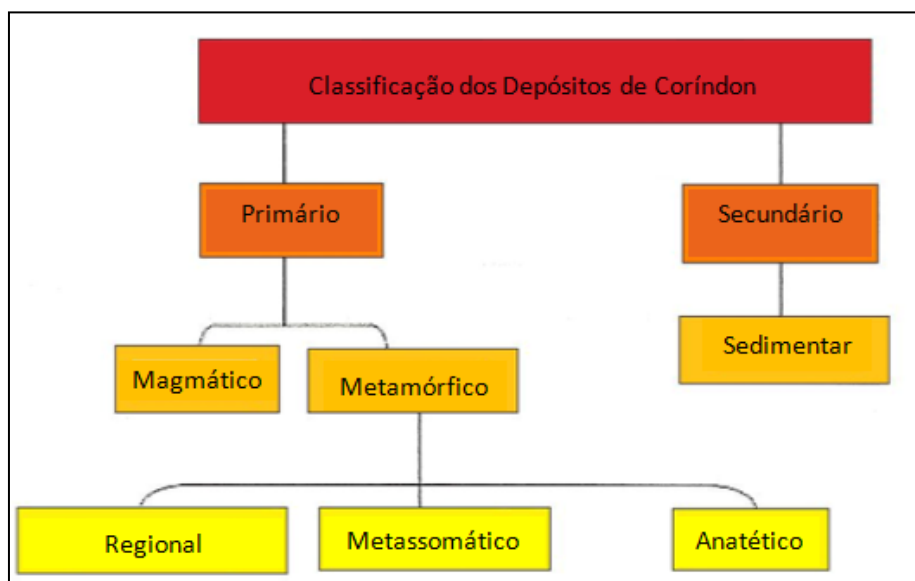 Classificação dos Depósitos de Coríndon
Primário
Secundário
Magmático
Metamórfico
Sedimentar
Regional
Metassomático
Anatético